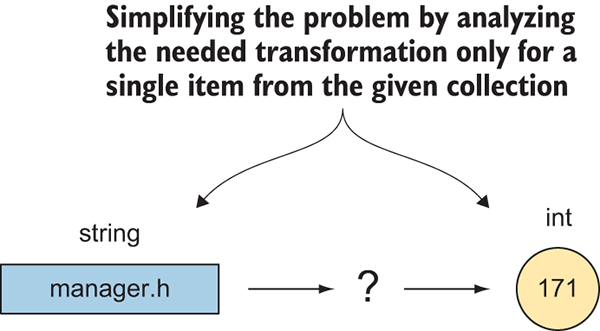 Simplifying the problem by analyzing
the needed transformation only for a
single item from the given collection
string
int
manager.h
?
171